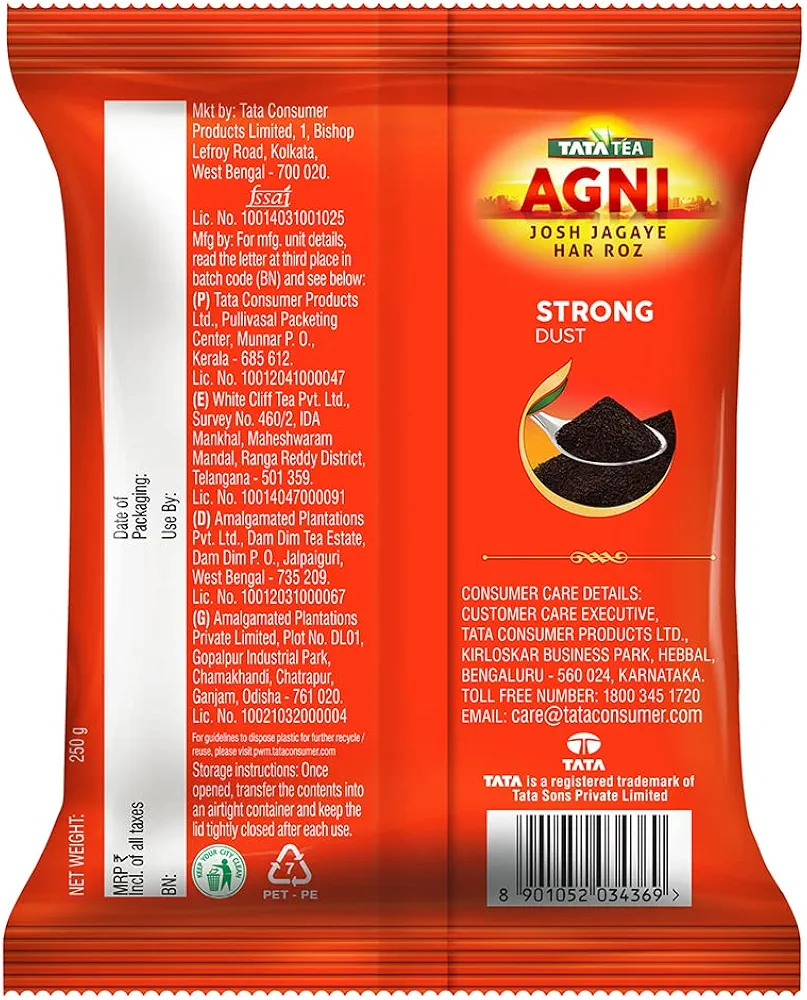 Mkt by: Tata Consumer
Products Limited, 1, Bishop
Lefroy Road, Kolkata,
West Bengal - 700 020.
fssai
Lic. No. 10014031001025
Mfg by: For mfg. unit details,
read the letter at third place in
batch code (BN) and see below:
(P) Tata Consumer Products
Ltd., Pullivasal Packeting
Center, Munnar P. O.,
Kerala - 685 612.
Lic. No. 10012041000047
(E) White Cliff Tea Pvt. Ltd.,
Survey No. 460/2, IDA
Mankhal, Maheshwaram
Mandal, Ranga Reddy District,
Telangana - 501 359.
Lic. No. 10014047000091
(D) Amalgamated Plantations
Pvt. Ltd., Dam Dim Tea Estate,
Dam Dim P. O., Jalpaiguri,
West Bengal - 735 209.
Lic. No. 10012031000067
(G) Amalgamated Plantations
Private Limited, Plot No. DL01,
Gopalpur Industrial Park,
Chamakhandi, Chatrapur,
Ganjam, Odisha - 761 020.
Lic. No. 10021032000004
For guidelines to dispose plastic for further recycle /
reuse, please visit pwm.tataconsumer.com
Storage instructions: Once
opened, transfer the contents into
an airtight container and keep the
lid tightly closed after each use.
KEEP YOUR CITY CLEAN
7
PET - PE
NET WEIGHT: 250 g
MRP ₹
Incl. of all taxes
Date of
Packaging:
BN:
Use By:
TATA TEA
AGNI
JOSH JAGAYE
HAR ROZ
STRONG
DUST
CONSUMER CARE DETAILS:
CUSTOMER CARE EXECUTIVE,
TATA CONSUMER PRODUCTS LTD.,
KIRLOSKAR BUSINESS PARK, HEBBAL,
BENGALURU - 560 024, KARNATAKA.
TOLL FREE NUMBER: 1800 345 1720
EMAIL: care@tataconsumer.com
TATA
TATA is a registered trademark of
Tata Sons Private Limited
8 901052 034369 >